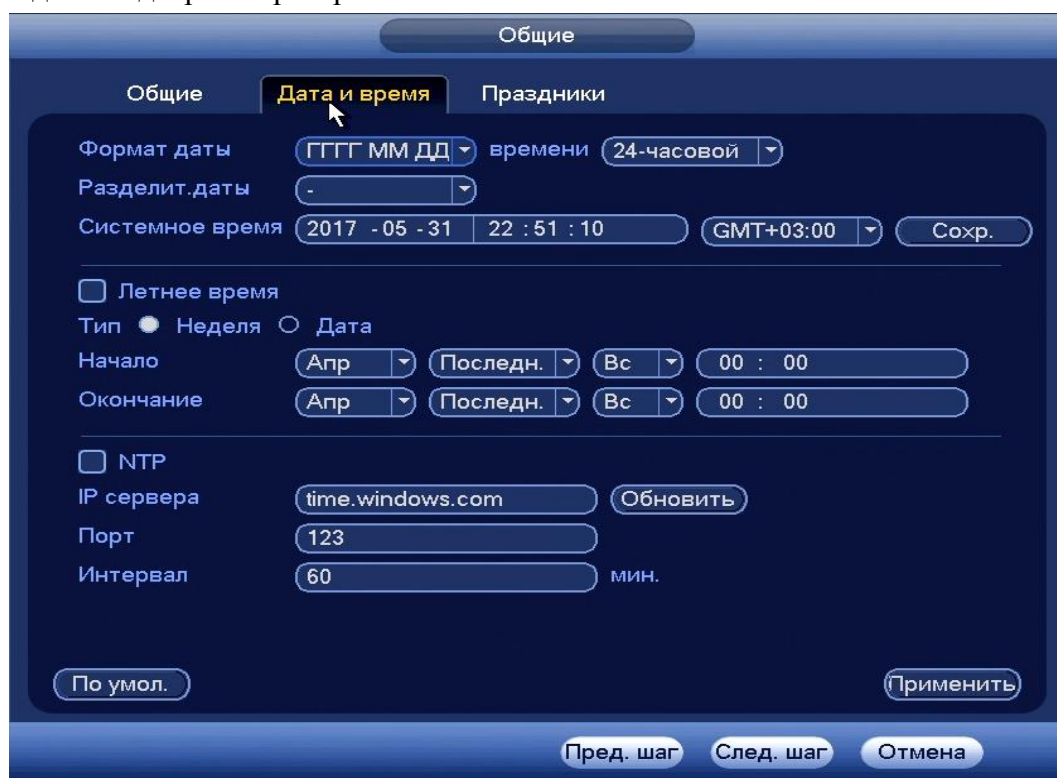 Общие
Общие Дата и время Праздники
Формат даты ГГГГ ММ ДД времени 24-часовой
Разделит.даты -
Системное время 2017 - 05 - 31 22 : 51 : 10 GMT+03:00 Сохр.
Летнее время
Тип Неделя Дата
Начало Апр Последн. Вс 00 : 00
Окончание Апр Последн. Вс 00 : 00
NTP
IP сервера time.windows.com Обновить
Порт 123
Интервал 60 мин.
По умол. Применить
Пред. шаг След. шаг Отмена